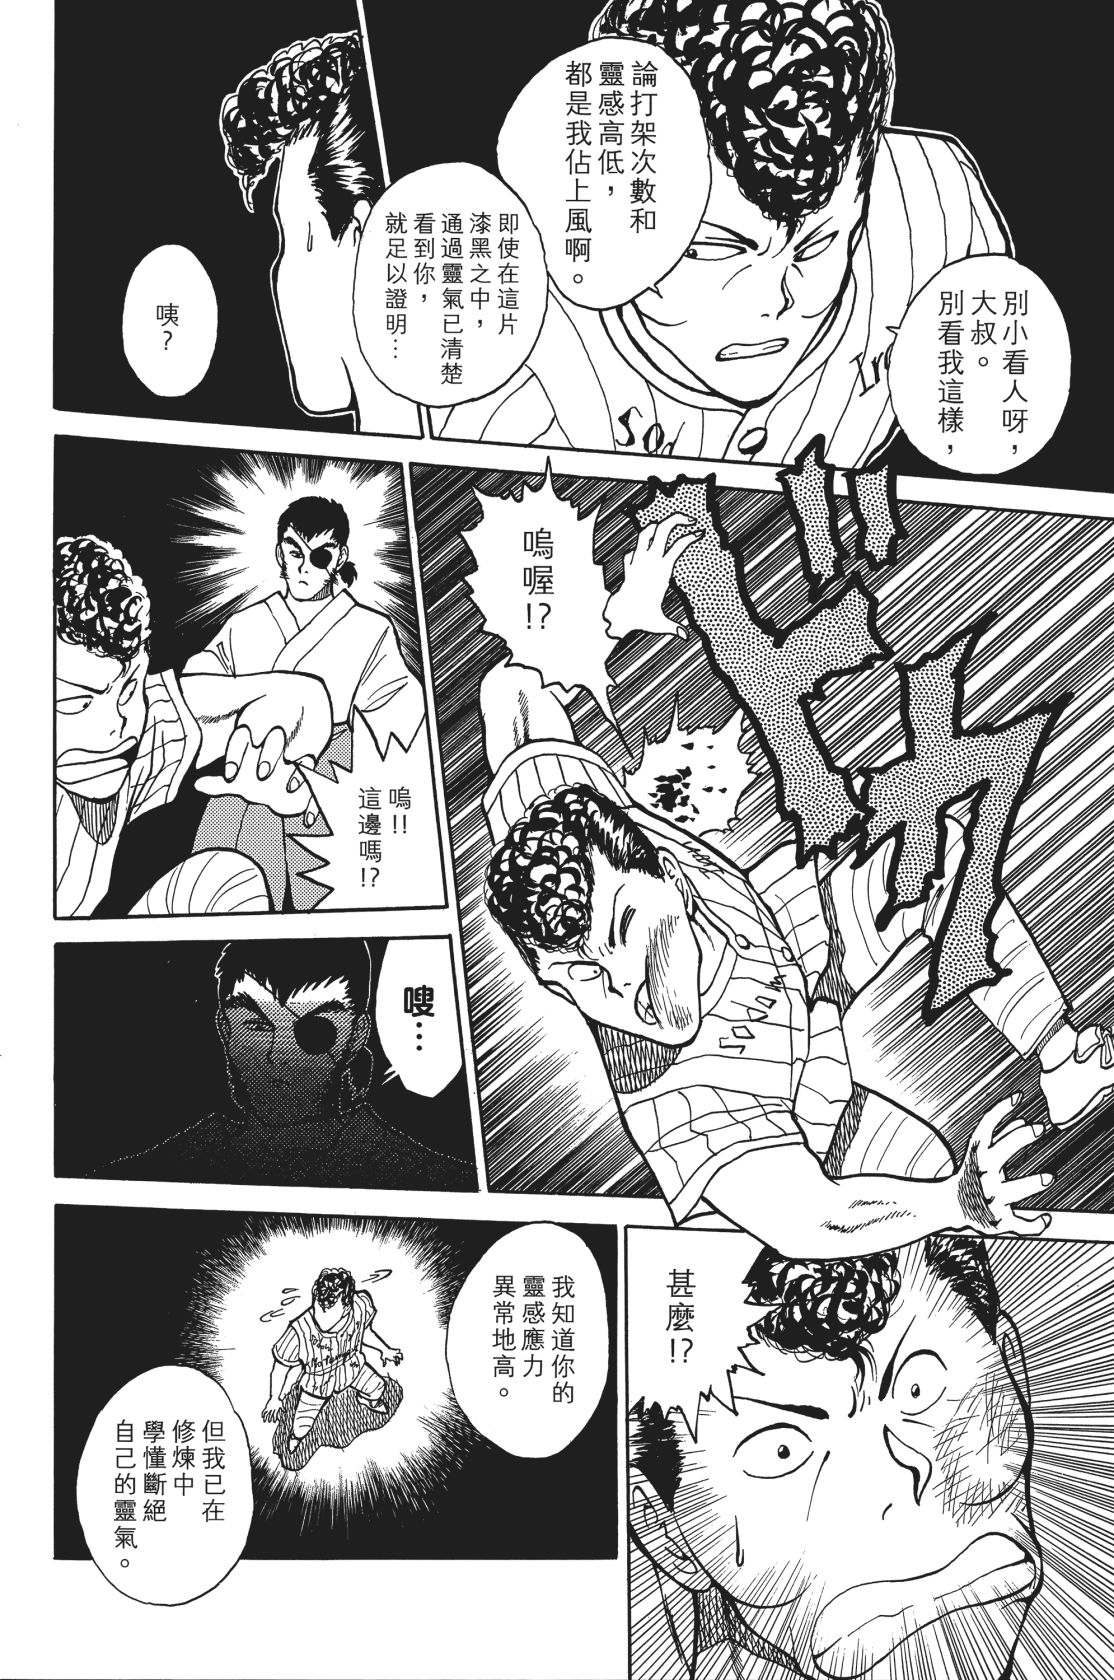 別小看人呀，
大叔。
別看我這樣，
論打架次數和
靈感高低，
都是我佔上風啊。
即使在這片
漆黑之中，
通過靈氣已清楚
看到你，
就足以證明…
咦？
嗚喔!?
ドガ!!
嗚!!
這邊嗎!?
嗖…
甚麼!?
我知道你的
靈感應力
異常地高。
但我已在
修煉中
學懂斷絕
自己的靈氣。